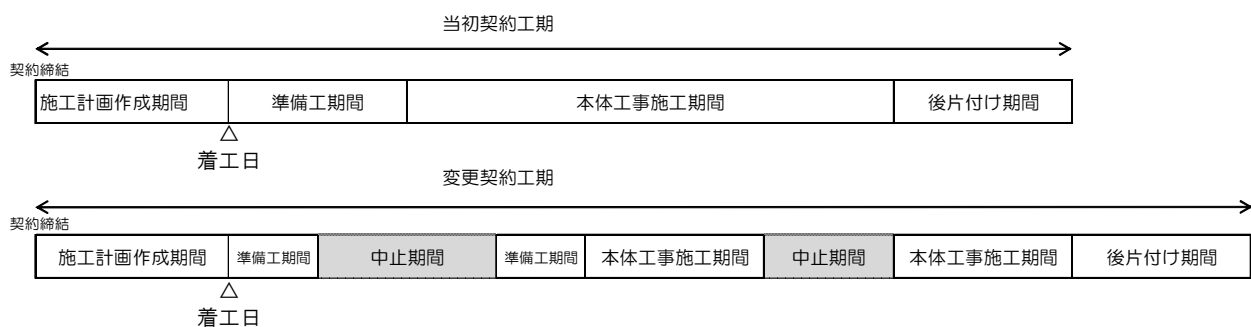 当初契約工期
契約締結
施工計画作成期間 準備工期間 本体工事施工期間 後片付け期間
△
着工日
変更契約工期
契約締結
施工計画作成期間 準備工期間 中止期間 準備工期間 本体工事施工期間 中止期間 本体工事施工期間 後片付け期間
△
着工日